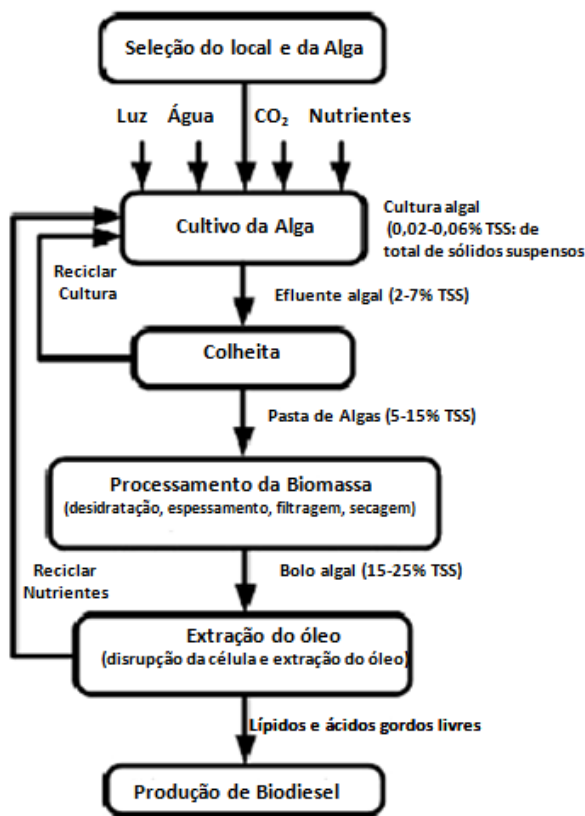 Seleção do local e da Alga
Luz Água CO₂ Nutrientes
Cultivo da Alga
Cultura algal
(0,02-0,06% TSS: de
total de sólidos suspensos
Reciclar
Cultura
Efluente algal (2-7% TSS)
Colheita
Pasta de Algas (5-15% TSS)
Processamento da Biomassa
(desidratação, espessamento, filtragem, secagem)
Reciclar
Nutrientes
Bolo algal (15-25% TSS)
Extração do óleo
(disrupção da célula e extração do óleo)
Lípidos e ácidos gordos livres
Produção de Biodiesel